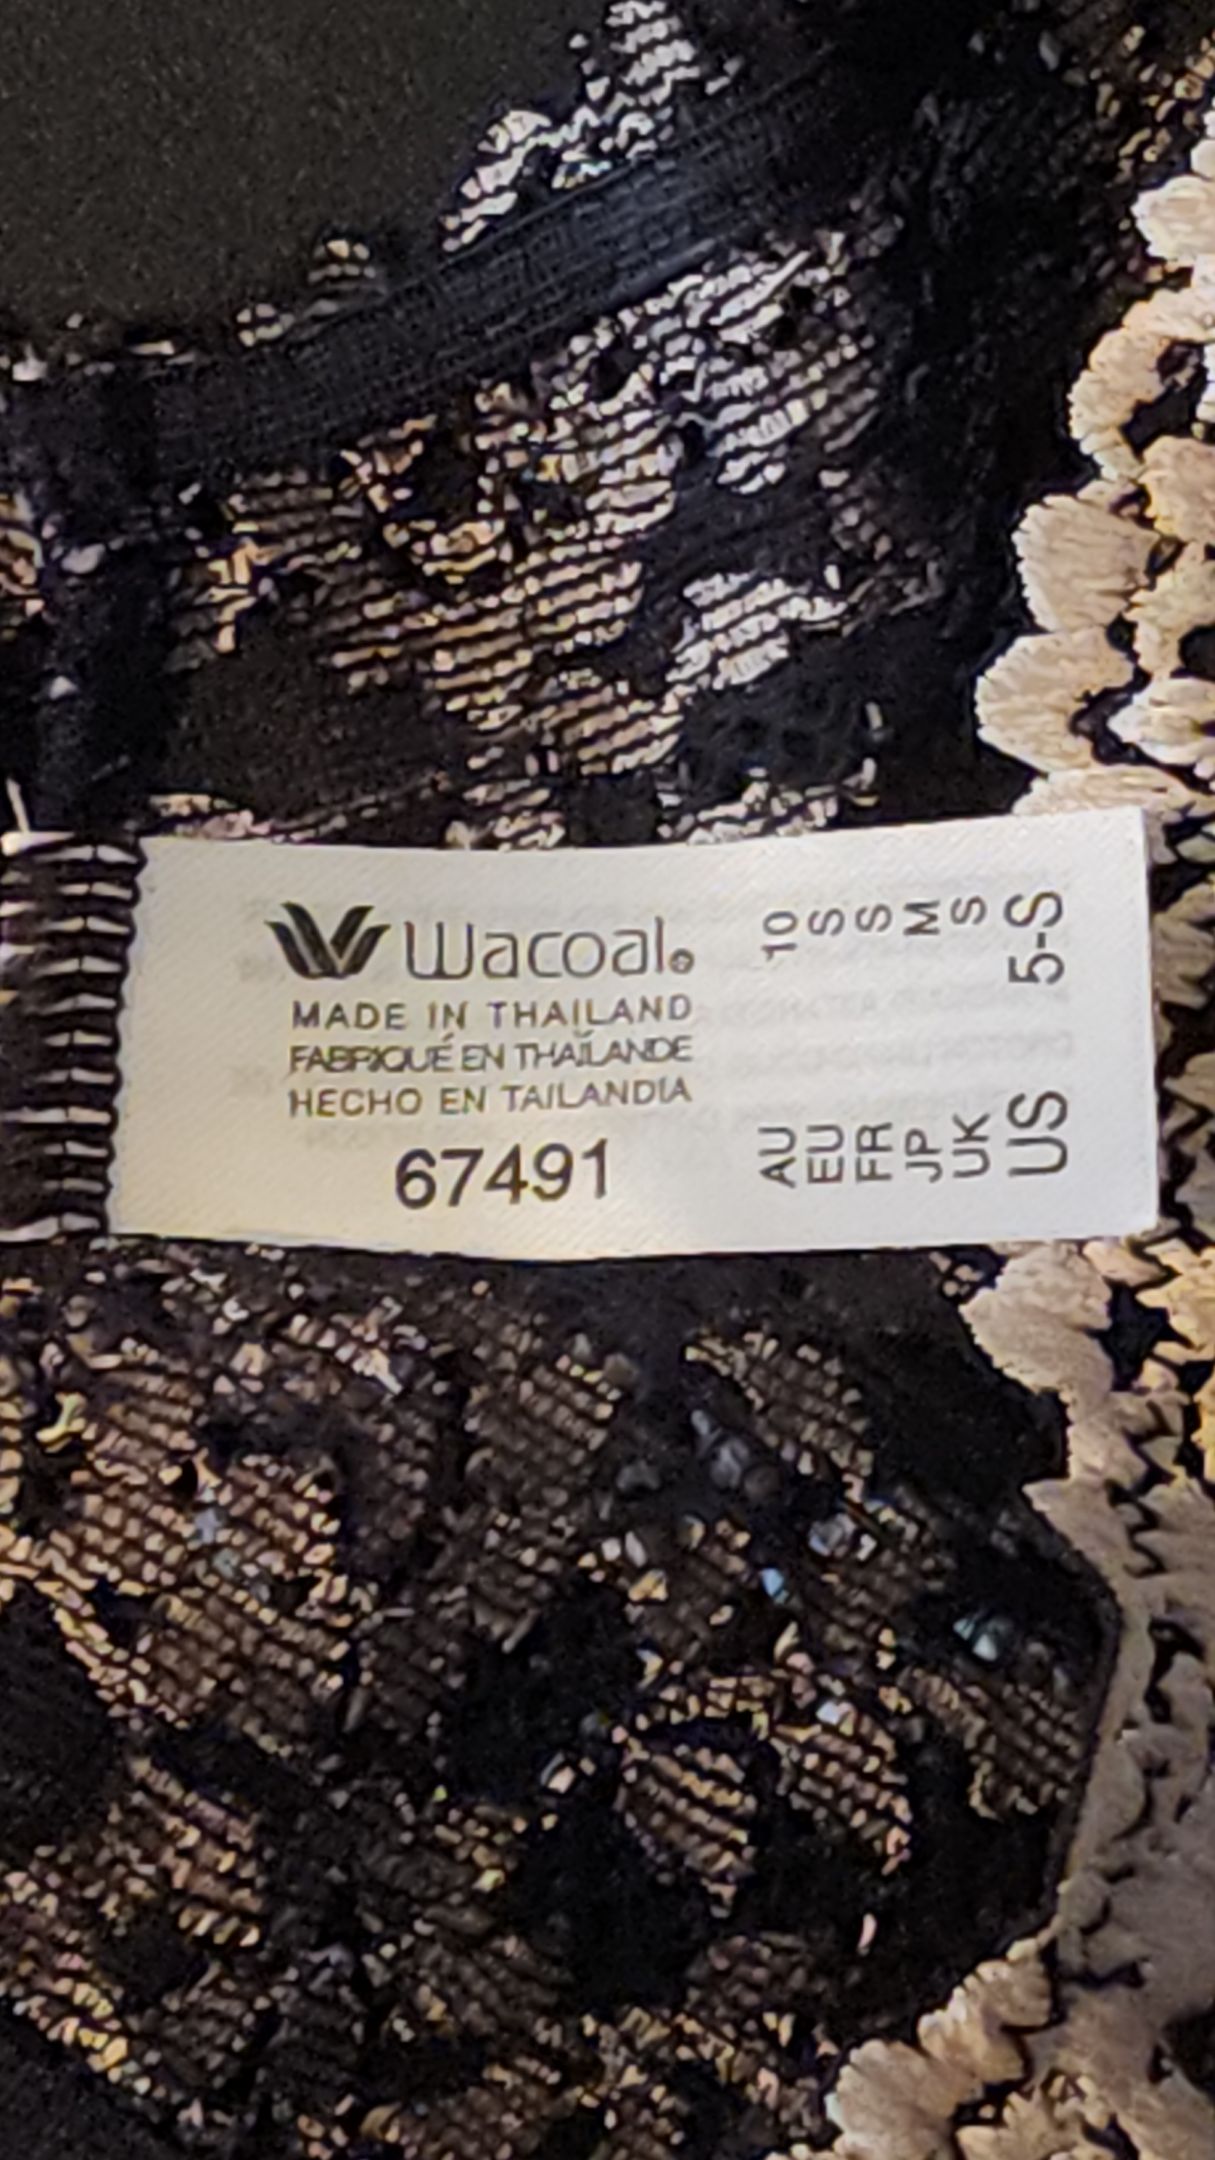 Wacoal®
MADE IN THAILAND
FABRIQUÉ EN THAÏLANDE
HECHO EN TAILANDIA
67491
AU 10
EU S
FR S
JP M
UK S
US 5-S